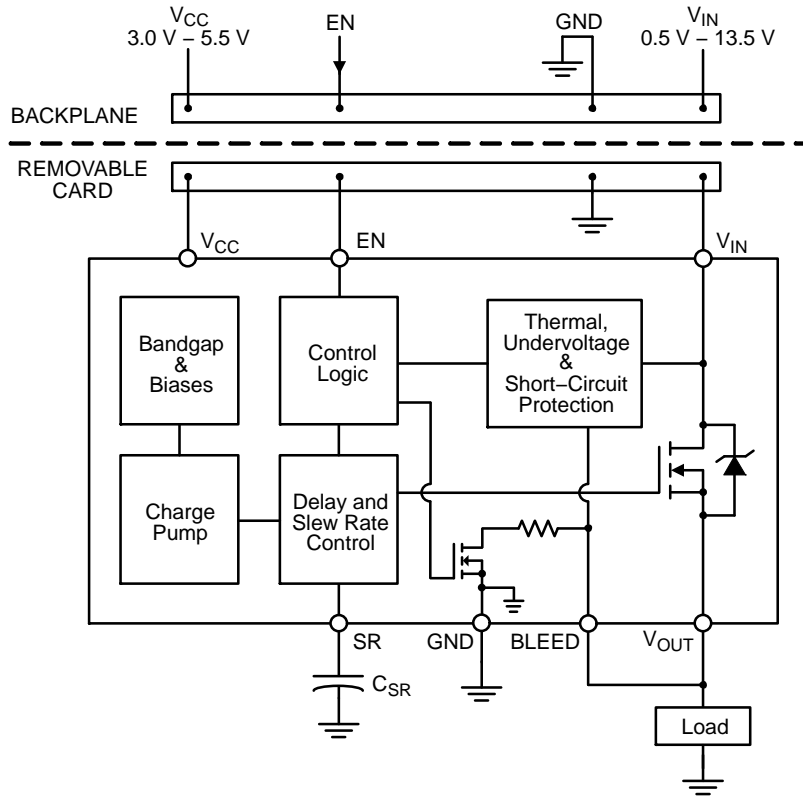 VCC
3.0 V – 5.5 V
EN
GND
VIN
0.5 V – 13.5 V
BACKPLANE
REMOVABLE
CARD
VCC
EN
VIN
Bandgap
&
Biases
Control
Logic
Thermal,
Undervoltage
&
Short–Circuit
Protection
Charge
Pump
Delay and
Slew Rate
Control
SR
GND
BLEED
VOUT
CSR
Load